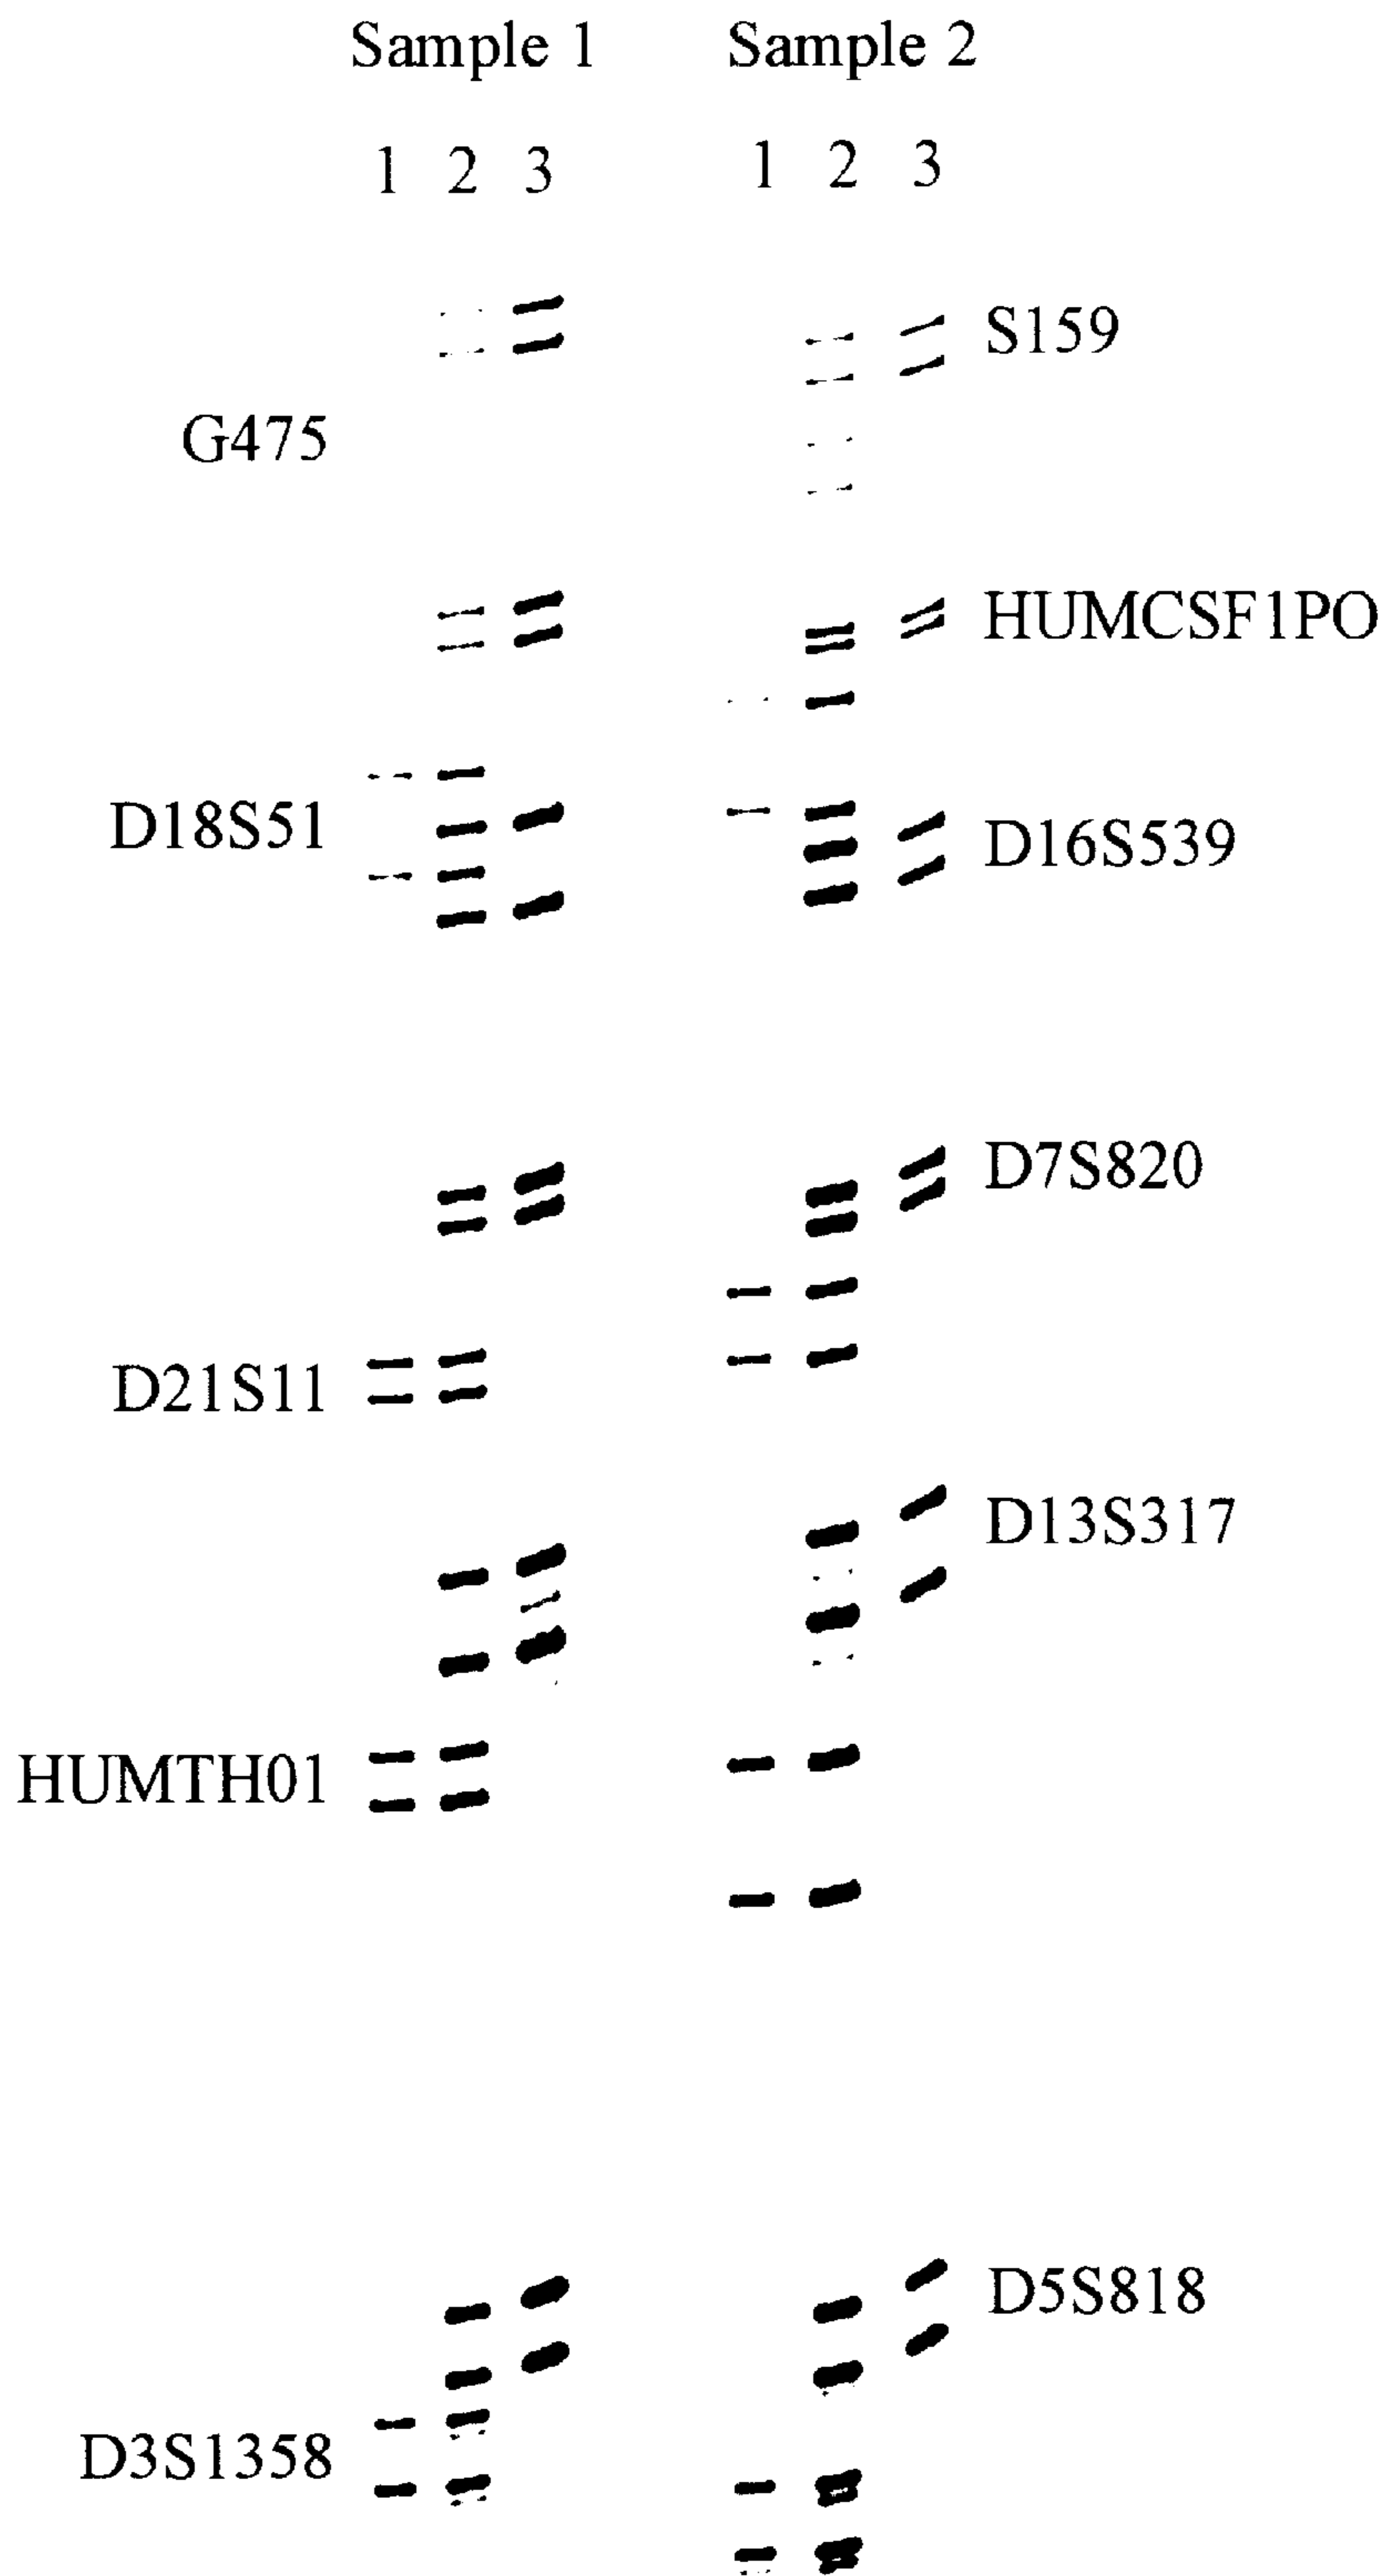 Sample 1 Sample 2
1 2 3 1 2 3
S159
G475
HUMCSF1PO
D18S51
D16S539
D7S820
D21S11
D13S317
HUMTH01
D5S818
D3S1358